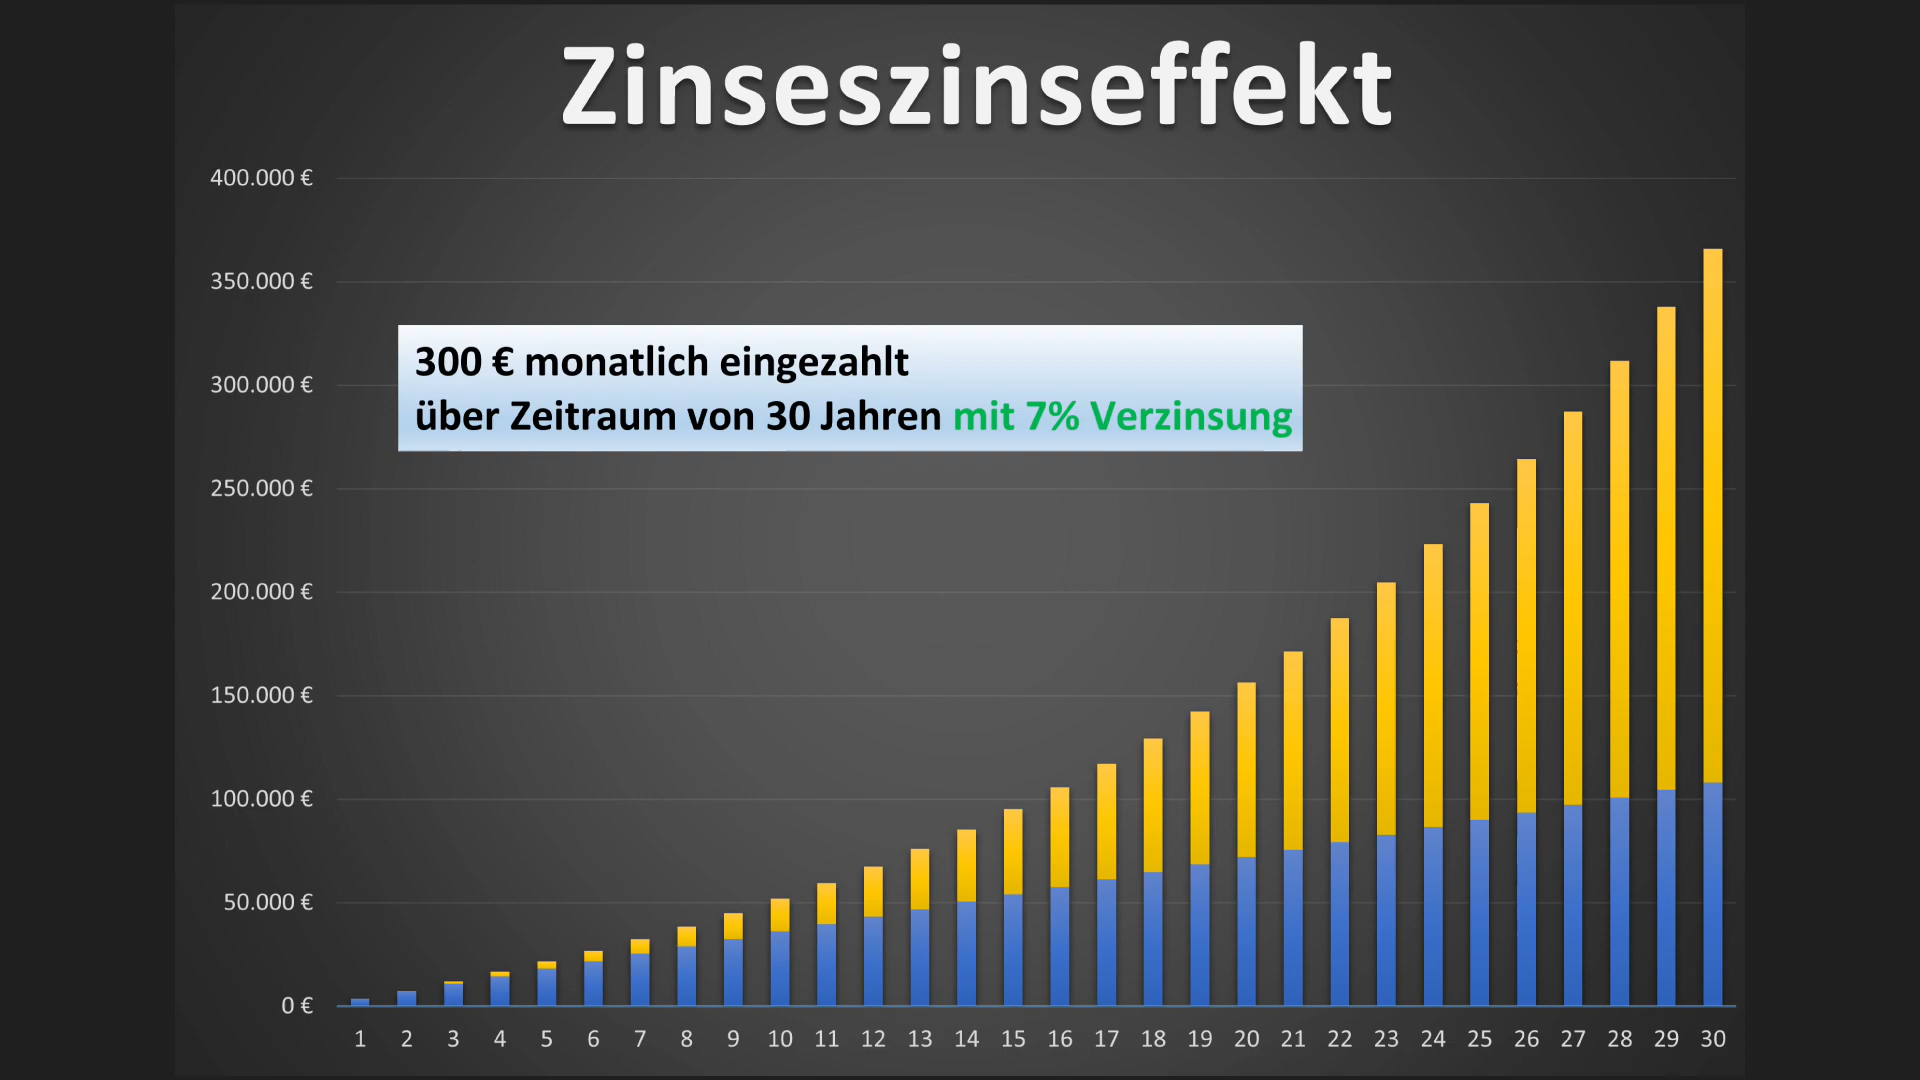 Zinseszinseffekt
400.000 €
350.000 €
300.000 €
250.000 €
200.000 €
150.000 €
100.000 €
50.000 €
0 €
300 € monatlich eingezahlt
über Zeitraum von 30 Jahren mit 7% Verzinsung
1 2 3 4 5 6 7 8 9 10 11 12 13 14 15 16 17 18 19 20 21 22 23 24 25 26 27 28 29 30